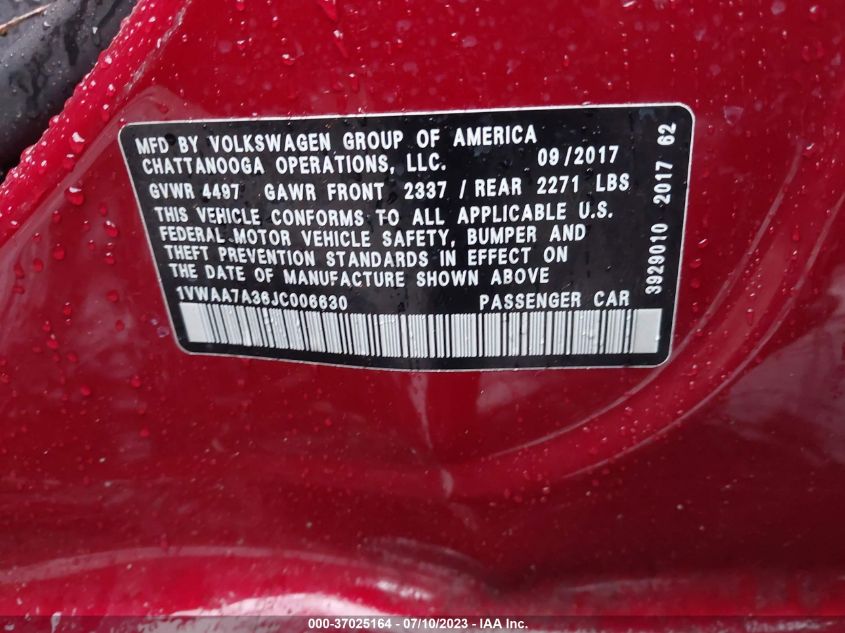 MFD BY VOLKSWAGEN GROUP OF AMERICA
CHATTANOOGA OPERATIONS, LLC. 09/2017
GVWR 4497 GAWR FRONT 2337 / REAR 2271 LBS
THIS VEHICLE CONFORMS TO ALL APPLICABLE U.S.
FEDERAL MOTOR VEHICLE SAFETY, BUMPER AND
THEFT PREVENTION STANDARDS IN EFFECT ON
THE DATE OF MANUFACTURE SHOWN ABOVE
1VWAA7A36JC006630 PASSENGER CAR
3929010 2017 62
000-37025164 - 07/10/2023 - IAA Inc.